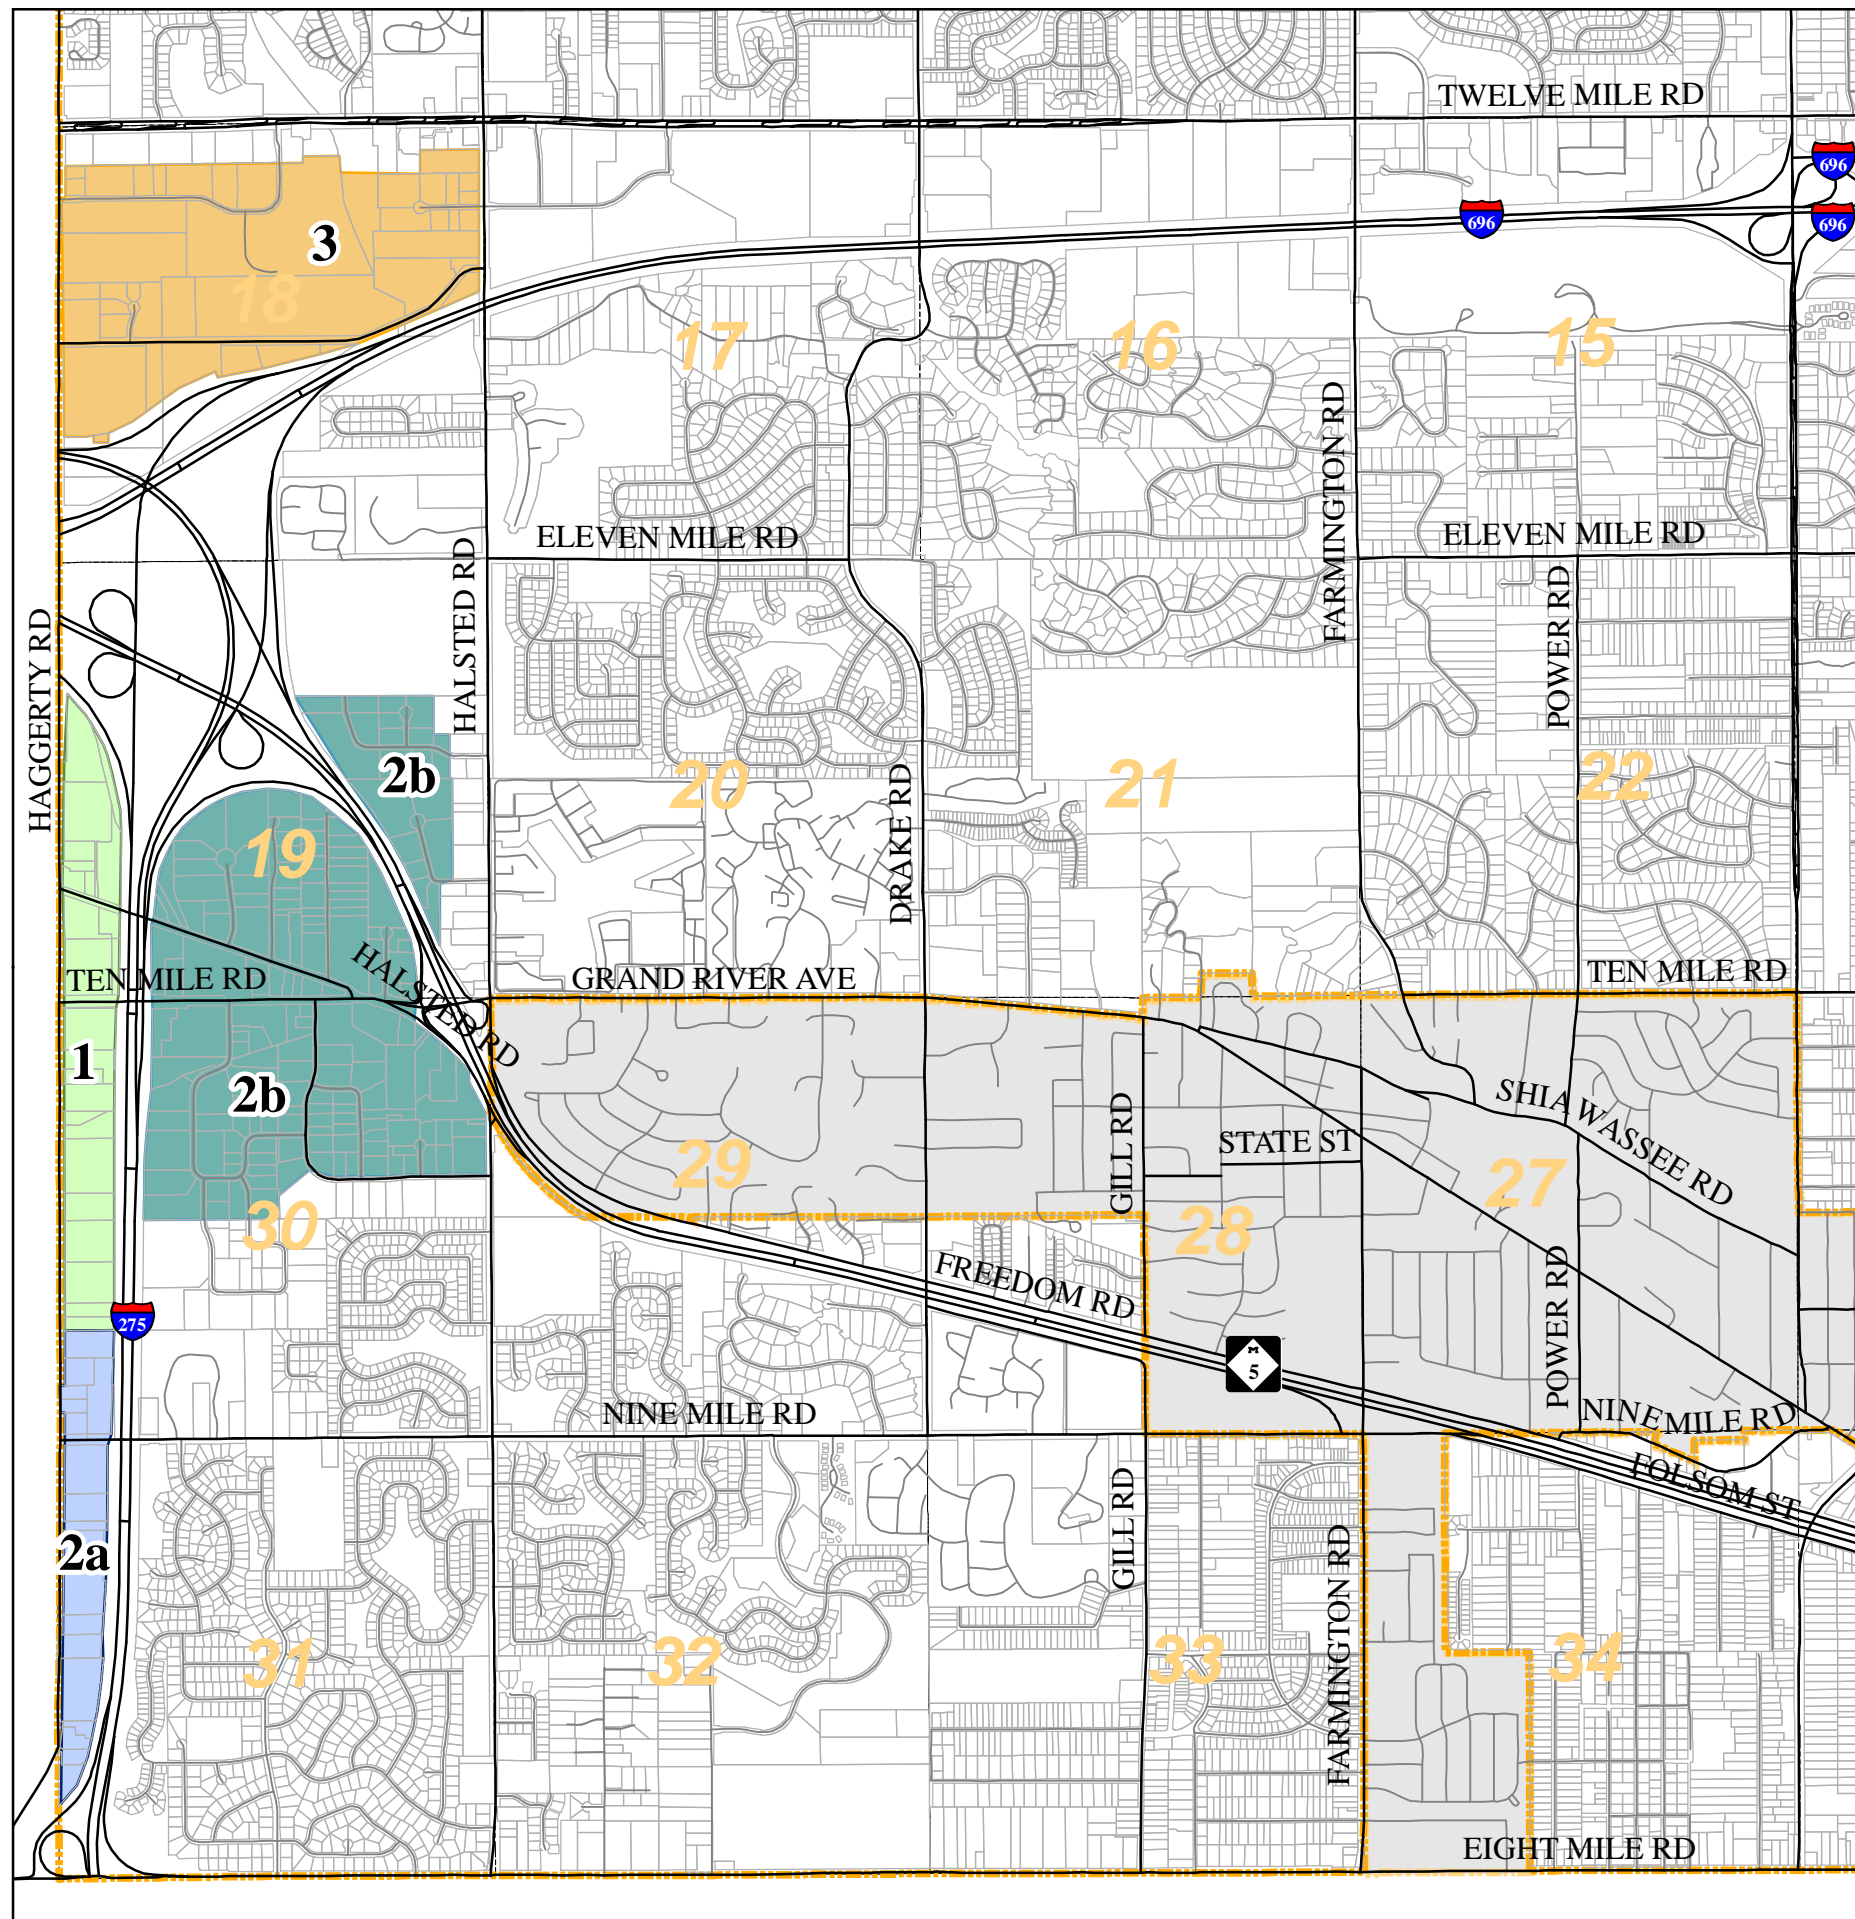 TWELVE MILE RD
696
696
696
3
18
17
16
15
FARMINGTON RD
ELEVEN MILE RD
ELEVEN MILE RD
HALSTED RD
POWER RD
HAGGERTY RD
2b
20
21
22
DRAKE RD
19
HALSTED RD
TEN MILE RD
GRAND RIVER AVE
TEN MILE RD
1
2b
GILL RD
SHIAWASSEE RD
STATE ST
29
27
30
28
FREEDOM RD
POWER RD
275
M
5
NINE MILE RD
NINE MILE RD
FOLSOM ST
GILL RD
2a
FARMINGTON RD
31
32
33
34
EIGHT MILE RD